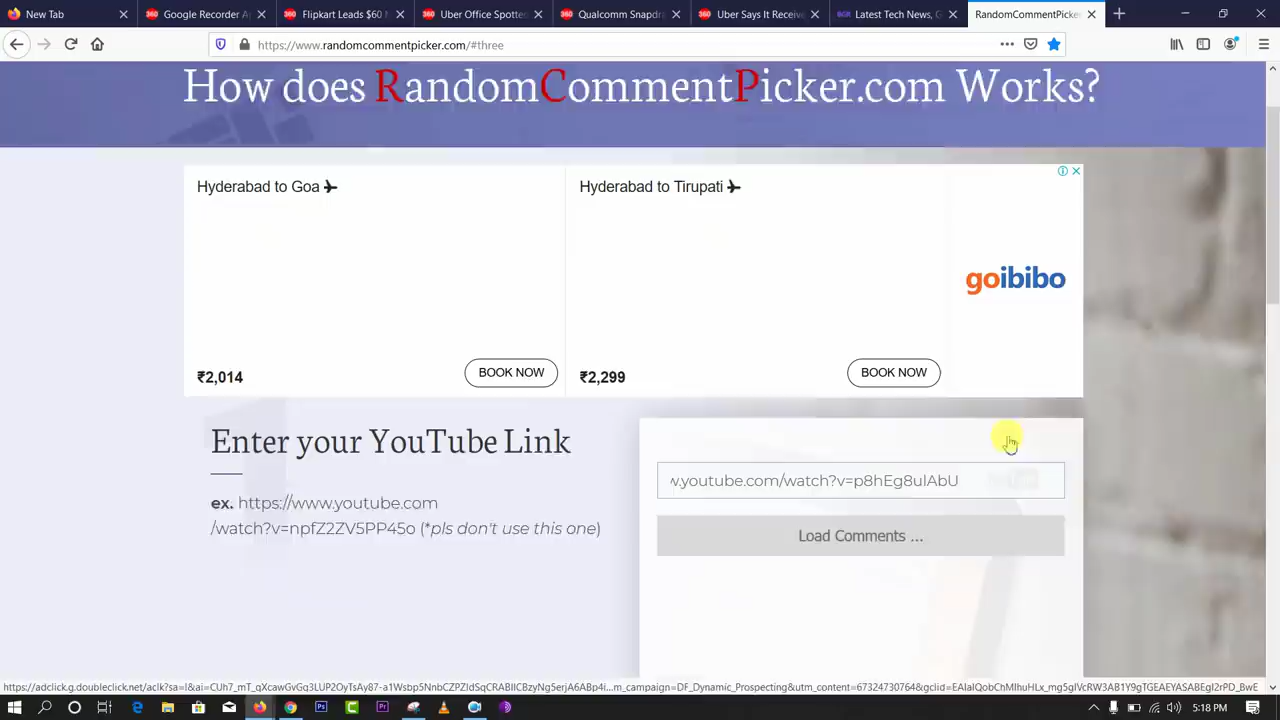 New Tab
Google Recorder A
Flipkart Leads $60
Uber Office Spotte
Qualcomm Snapdra
Uber Says It Receive
Latest Tech News, G
RandomCommentPicke
https://www.randomcommentpicker.com/#three
How does RandomCommentPicker.com Works?
Hyderabad to Goa
Hyderabad to Tirupati
goibibo
₹2,014
BOOK NOW
₹2,299
BOOK NOW
Enter your YouTube Link
ex. https://www.youtube.com
/watch?v=npfZ2ZV5PP45o (*pls don't use this one)
w.youtube.com/watch?v=p8hEg8ulAbU
Load Comments ...
5:18 PM